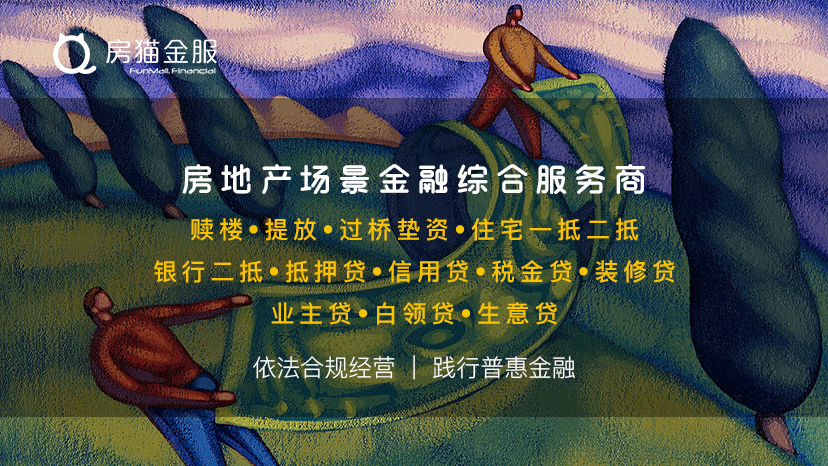 房猫金服
FunMall.Financial
房地产场景金融综合服务商
赎楼•提放•过桥垫资•住宅一抵二抵
银行二抵•抵押贷•信用贷•税金贷•装修贷
业主贷•白领贷•生意贷
依法合规经营 | 践行普惠金融